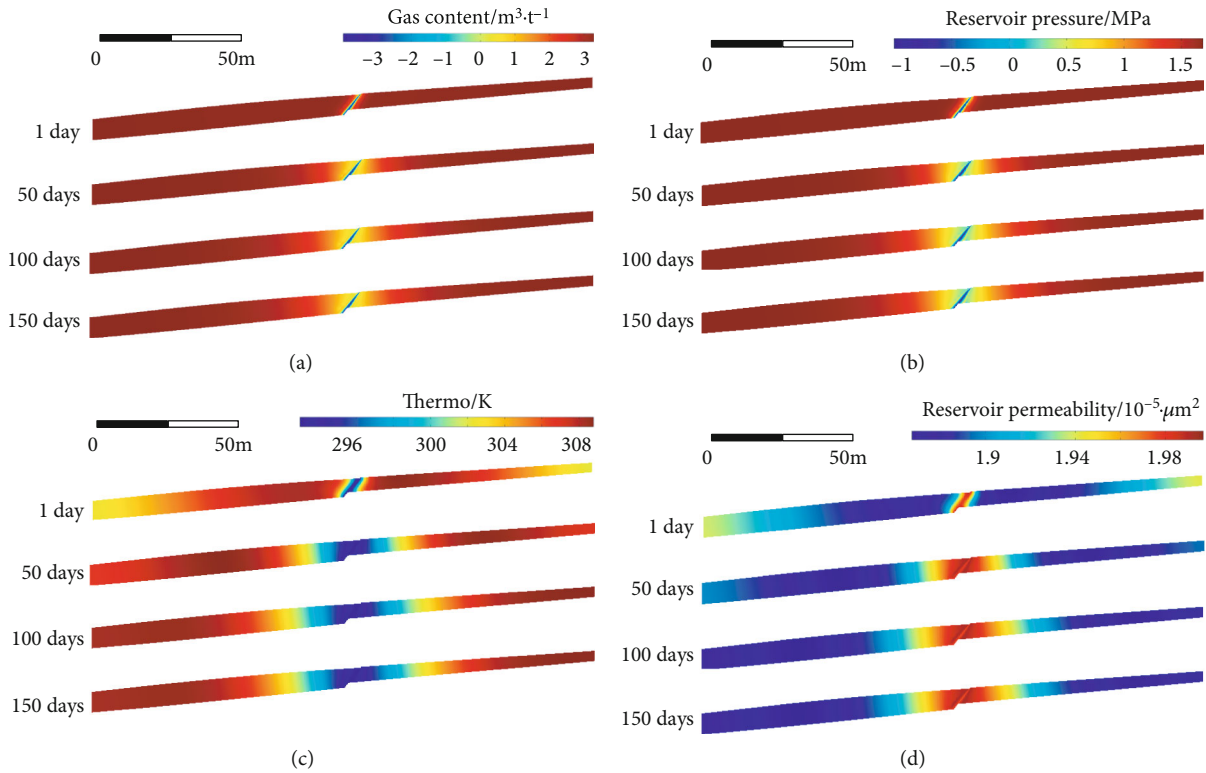 Gas content/m³·t⁻¹
0 50m
−3 −2 −1 0 1 2 3
1 day
50 days
100 days
150 days
(a)
Reservoir pressure/MPa
0 50m
−1 −0.5 0 0.5 1 1.5
1 day
50 days
100 days
150 days
(b)
Thermo/K
0 50m
296 300 304 308
1 day
50 days
100 days
150 days
(c)
Reservoir permeability/10⁻⁵·μm²
0 50m
1.9 1.94 1.98
1 day
50 days
100 days
150 days
(d)